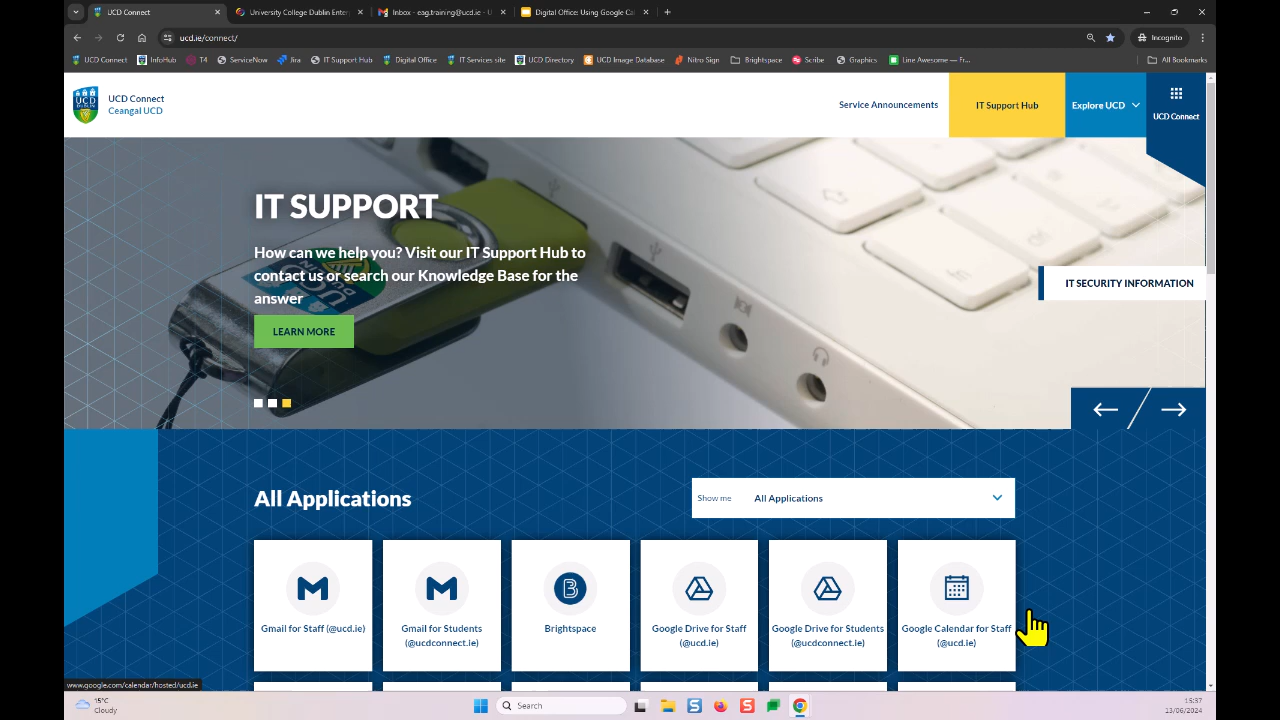 UCD Connect
University College Dublin Enter
Inbox - eag.training@ucd.ie - U
Digital Office: Using Google Ca
ucd.ie/connect/
Incognito
UCD Connect
InfoHub
T4
ServiceNow
Jira
IT Support Hub
Digital Office
IT Services site
UCD Directory
UCD Image Database
Nitro Sign
Brightspace
Scribe
Graphics
Line Awesome — Fr...
All Bookmarks
UCD DUBLIN
UCD Connect
Ceangal UCD
Service Announcements
IT Support Hub
Explore UCD
UCD Connect
IT SUPPORT
How can we help you? Visit our IT Support Hub to
contact us or search our Knowledge Base for the
answer
LEARN MORE
IT SECURITY INFORMATION
All Applications
Show me
All Applications
Gmail for Staff (@ucd.ie)
Gmail for Students
(@ucdconnect.ie)
Brightspace
Google Drive for Staff
(@ucd.ie)
Google Drive for Students
(@ucdconnect.ie)
Google Calendar for Staff
(@ucd.ie)
www.google.com/calendar/hosted/ucd.ie
15°C
Cloudy
Search
15:37
13/06/2024